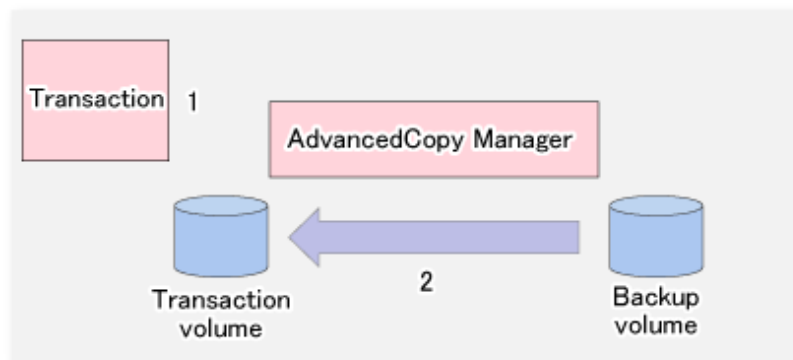 Transaction
1
AdvancedCopy Manager
2
Transaction
volume
Backup
volume